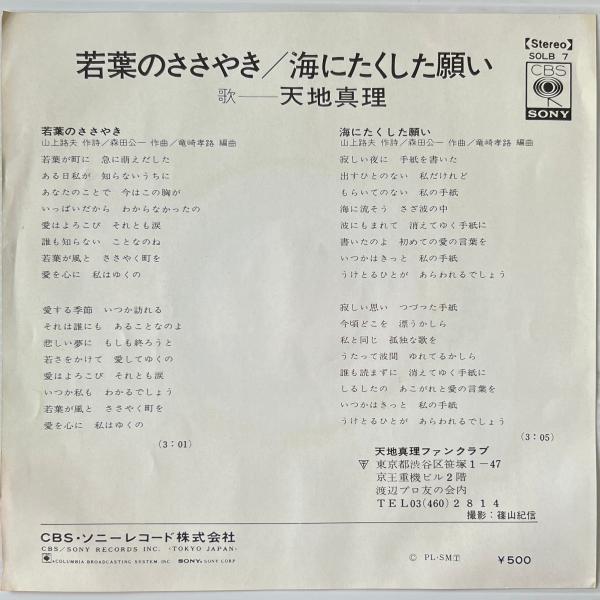 若葉のささやき/海にたくした願い
歌——天地真理
【Stereo】
SOLB 7
CBS
SONY
若葉のささやき
山上路夫 作詩/森田公一 作曲/竜崎孝路 編曲
若葉が町に 急に萌えだした
ある日私が 知らないうちに
あなたのことで 今はこの胸が
いっぱいだから わからなかったの
愛はよろこび それとも涙
誰も知らない ことなのね
若葉が風と ささやく町を
愛を心に 私はゆくの
愛する季節 いつか訪れる
それは誰にも あることなのよ
悲しい夢に もしも終ろうと
若さをかけて 愛してゆくの
愛はよろこび それとも涙
いつか私も わかるでしょう
若葉が風と ささやく町を
愛を心に 私はゆくの
(3:01)
海にたくした願い
山上路夫 作詩/森田公一 作曲/竜崎孝路 編曲
寂しい夜に 手紙を書いた
出すひとのない 私だけれど
もらいてのない 私の手紙
海に流そう さざ波の中
波にもまれて 消えてゆく手紙に
書いたのよ 初めての愛の言葉を
いつかはきっと 私の手紙
うけとるひとが あらわれるでしょう
寂しい思い つづった手紙
今頃どこを 漂うかしら
私と同じ 孤独な歌を
うたって波間 ゆれてるかしら
誰も読まずに 消えてゆく手紙に
しるしたの あこがれと愛の言葉を
いつかはきっと 私の手紙
うけとるひとが あらわれるでしょう
(3:05)
天地真理ファンクラブ
〒東京都渋谷区笹塚1-47
京王重機ビル2階
渡辺プロ友の会内
TEL03(460)2814
撮影:篠山紀信
CBS・ソニーレコード株式会社
CBS/SONY RECORDS INC. <TOKYO JAPAN>
COLUMBIA BROADCASTING SYSTEM INC SONY, SONY CORP
Ⓒ PL・SMT
¥500